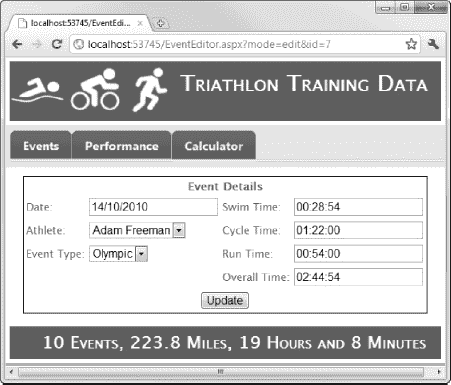 localhost:53745/EventEdito
localhost:53745/EventEditor.aspx?mode=edit&id=7
Triathlon Training Data
Events Performance Calculator
Event Details
Date: 14/10/2010 Swim Time: 00:28:54
Athlete: Adam Freeman Cycle Time: 01:22:00
Event Type: Olympic Run Time: 00:54:00
Overall Time: 02:44:54
Update
10 Events, 223.8 Miles, 19 Hours and 8 Minutes